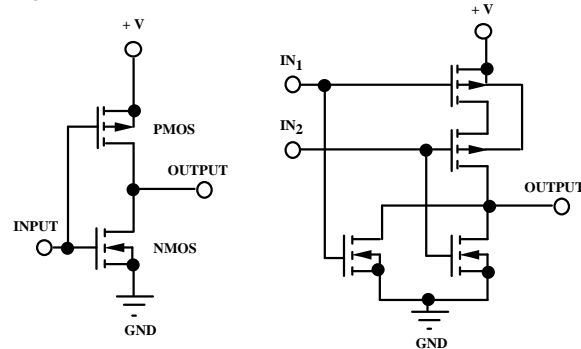 + V
PMOS
OUTPUT
INPUT
NMOS
GND
+ V
IN1
IN2
OUTPUT
GND